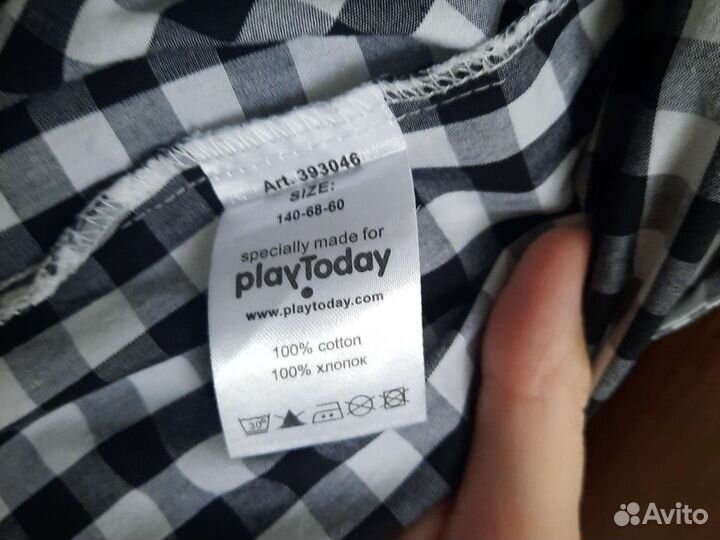 Art. 393046
SIZE:
140-68-60
specially made for
playToday
www.playtoday.com
100% cotton
100% хлопок
30°
Avito